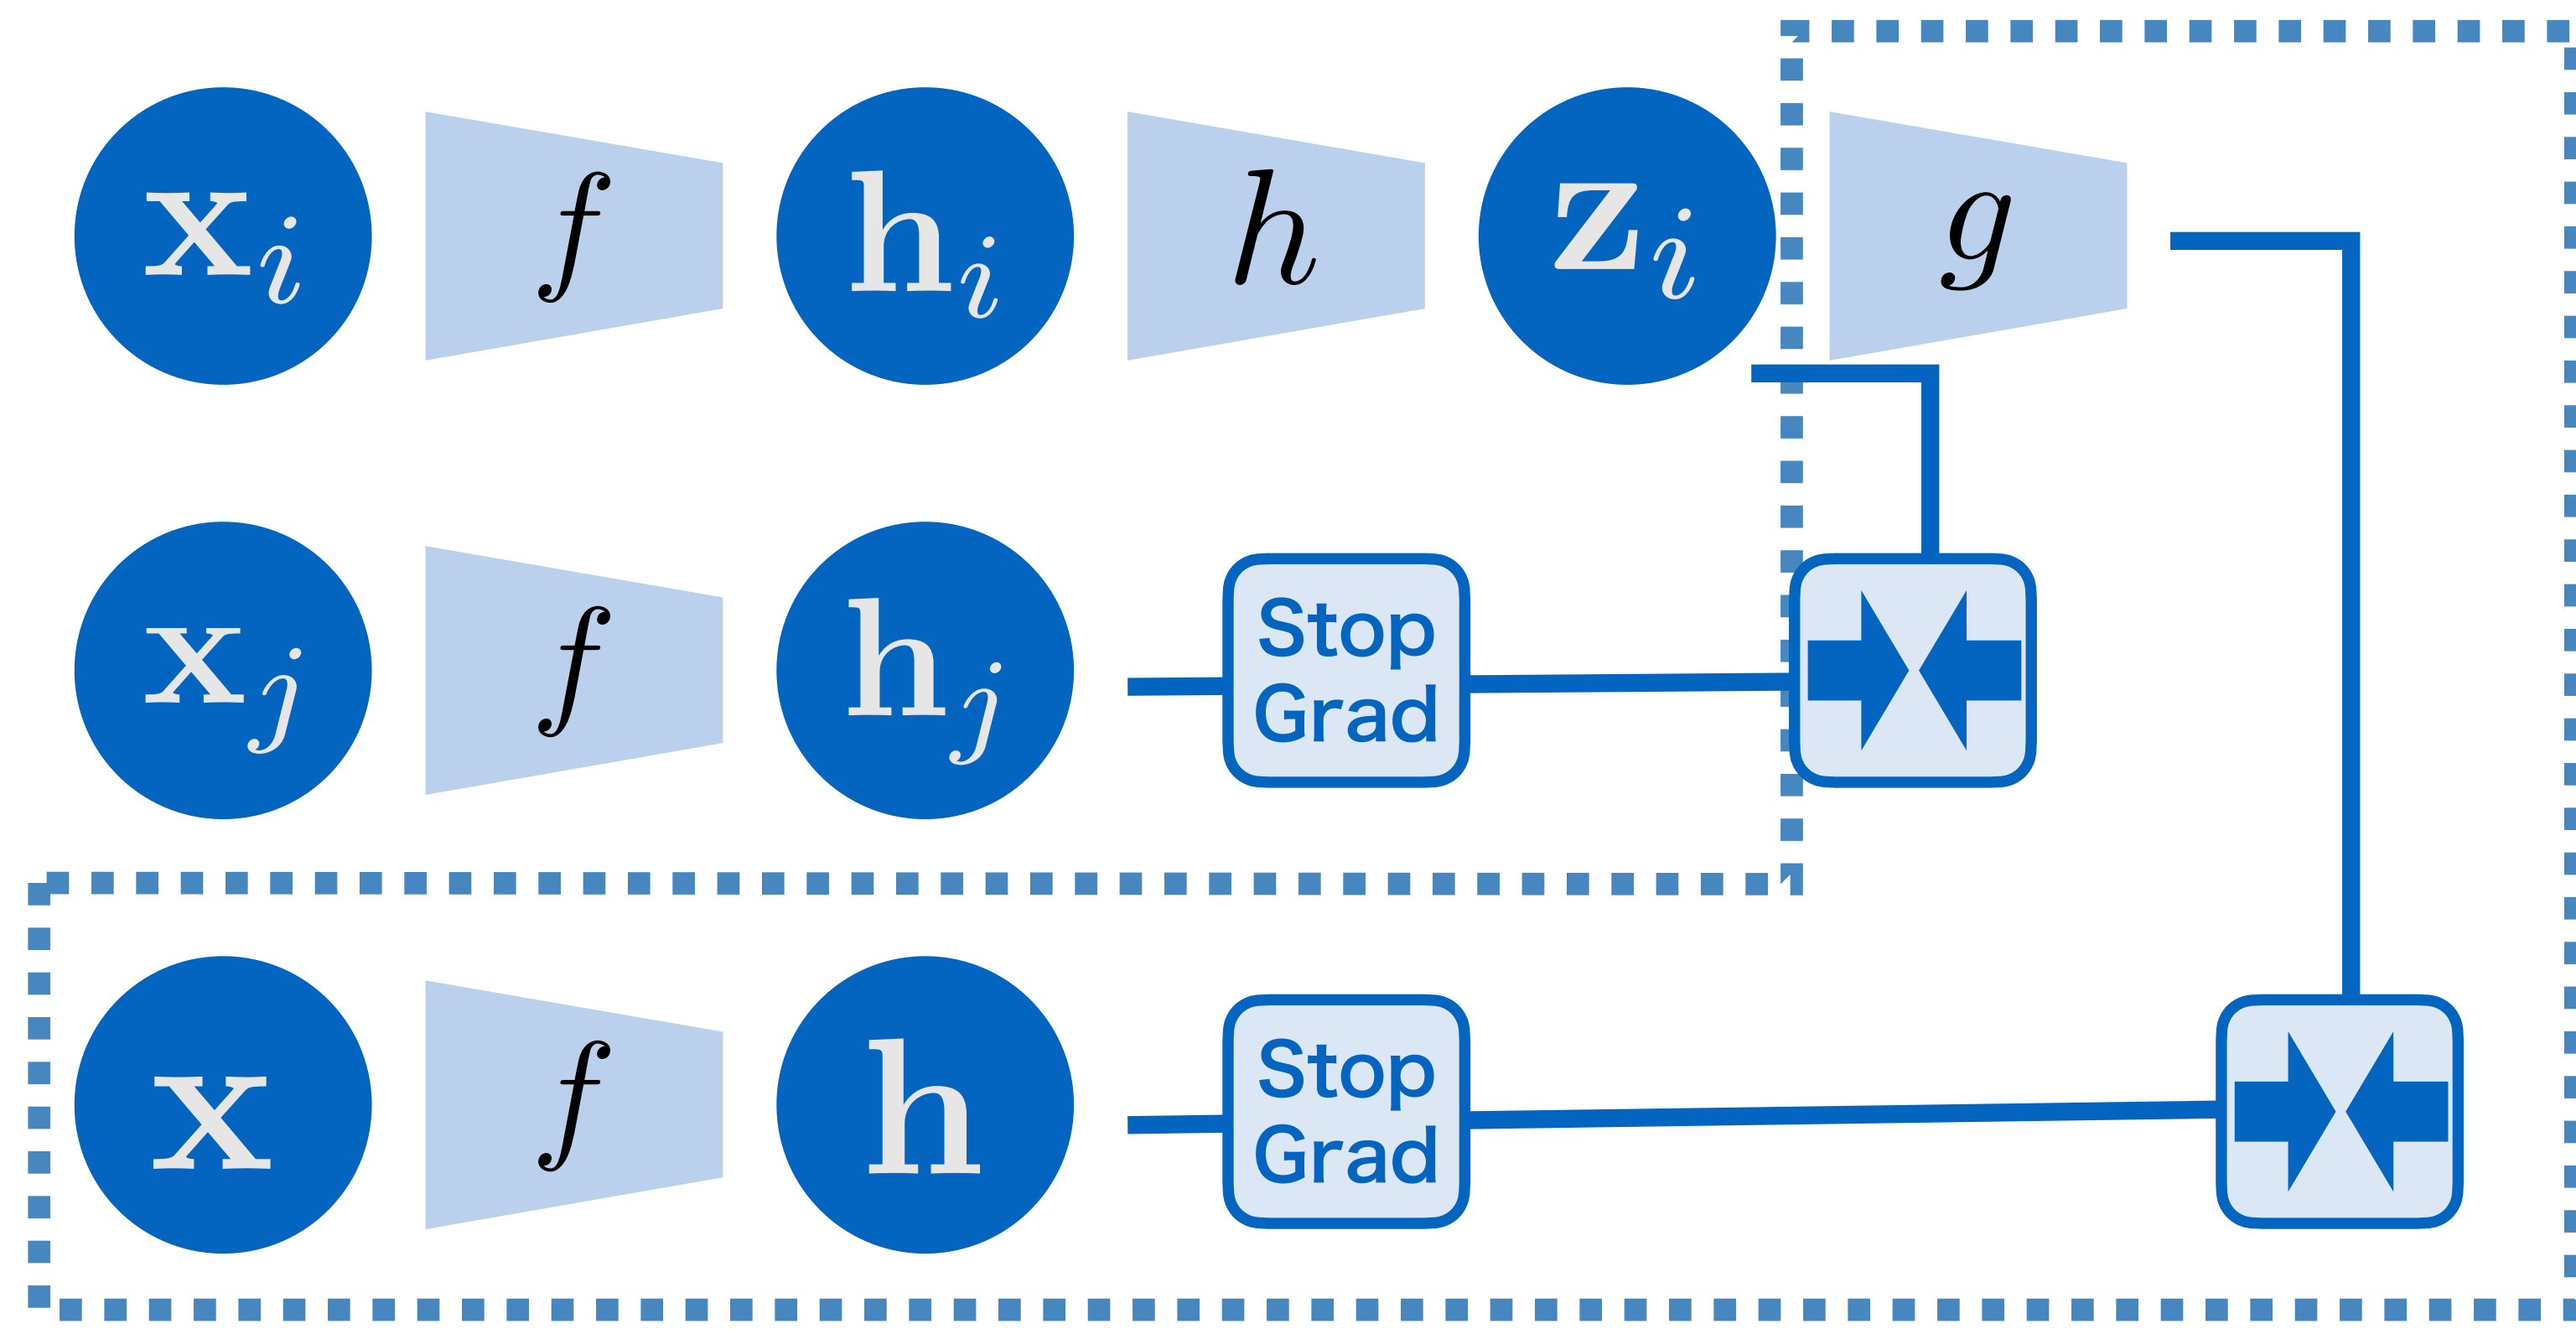 x_i f h_i h z_i g
x_j f h_j Stop
Grad
x f h Stop
Grad